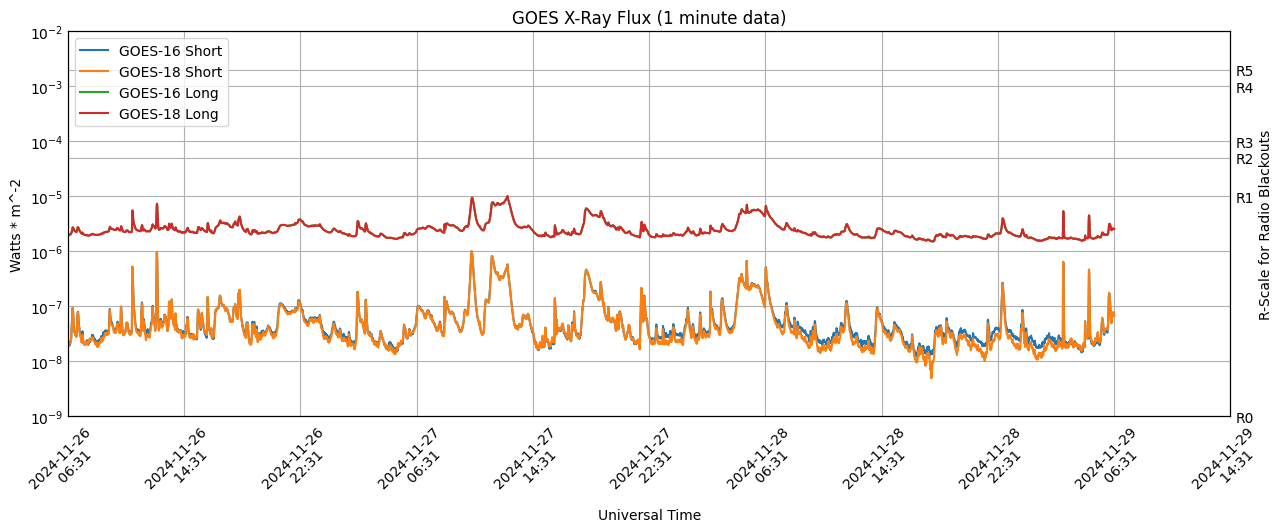 GOES X-Ray Flux (1 minute data)
GOES-16 Short
GOES-18 Short
GOES-16 Long
GOES-18 Long
Watts * m^-2
10^-2
10^-3
10^-4
10^-5
10^-6
10^-7
10^-8
10^-9
R5
R4
R3
R2
R1
R0
R-Scale for Radio Blackouts
2024-11-26
06:31
2024-11-26
14:31
2024-11-26
22:31
2024-11-27
06:31
2024-11-27
14:31
2024-11-27
22:31
2024-11-28
06:31
2024-11-28
14:31
2024-11-28
22:31
2024-11-29
06:31
2024-11-29
14:31
Universal Time